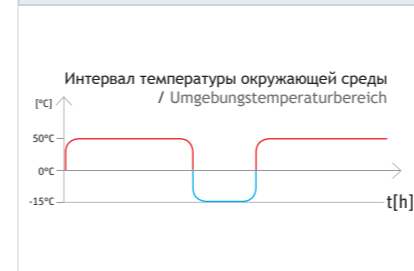 Интервал температуры окружающей среды
/ Umgebungstemperaturbereich
[°C]
50°C
0°C
-15°C
t[h]